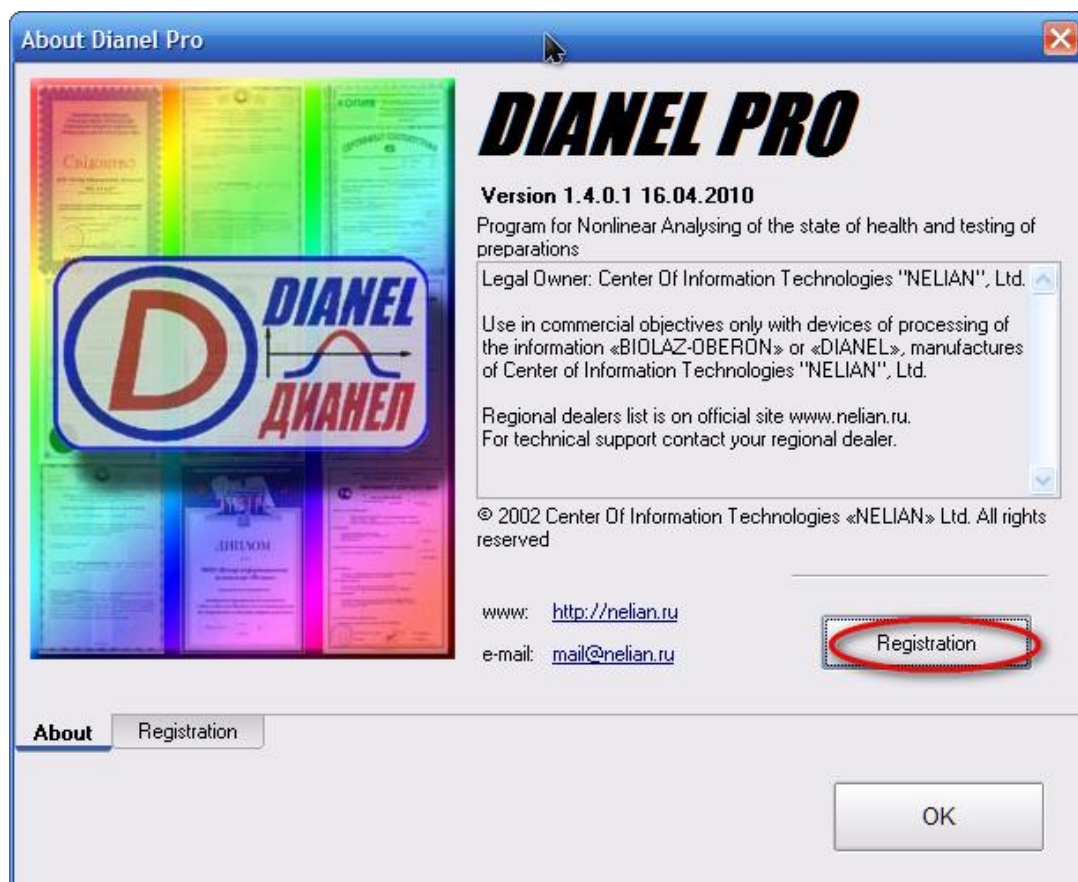 About Dianel Pro
Свідоцтво
КОПИЯ
DIANEL
ДИАНЕЛ
ДИПЛОМ
DIANEL PRO
Version 1.4.0.1 16.04.2010
Program for Nonlinear Analysing of the state of health and testing of
preparations
Legal Owner: Center Of Information Technologies "NELIAN", Ltd.
Use in commercial objectives only with devices of processing of
the information «BIOLAZ-OBERON» or «DIANEL», manufactures
of Center of Information Technologies "NELIAN", Ltd.
Regional dealers list is on official site www.nelian.ru.
For technical support contact your regional dealer.
© 2002 Center Of Information Technologies «NELIAN» Ltd. All rights
reserved
www: http://nelian.ru
e-mail: mail@nelian.ru
Registration
About Registration
OK